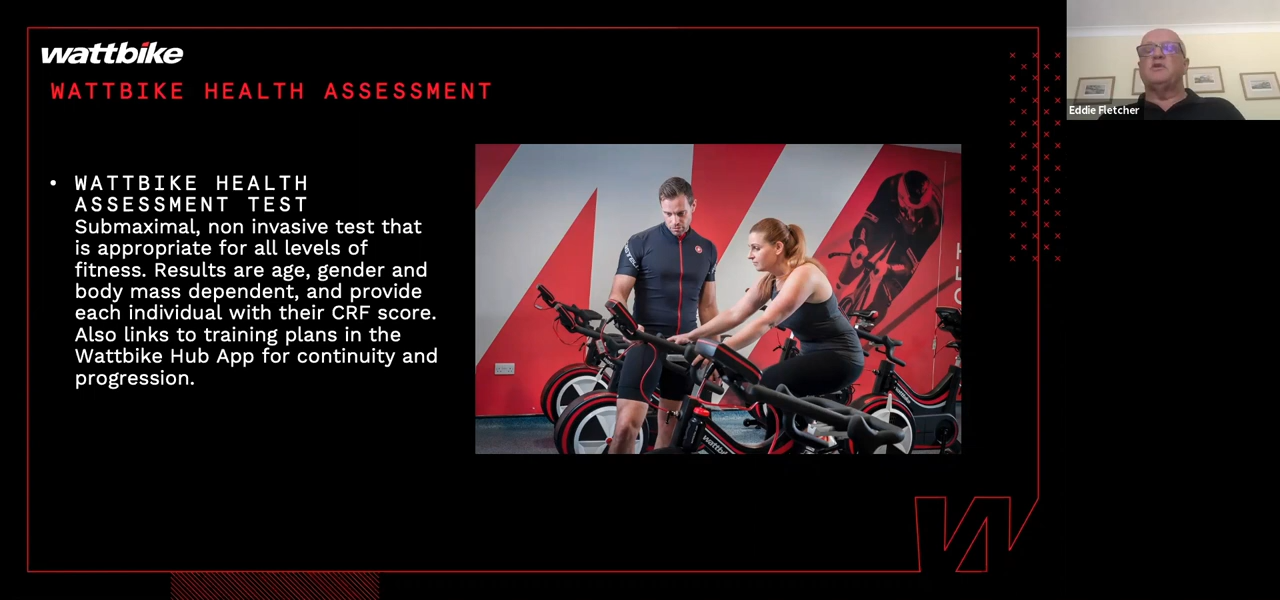 wattbike
WATTBIKE HEALTH ASSESSMENT
• WATTBIKE HEALTH
ASSESSMENT TEST
Submaximal, non invasive test that
is appropriate for all levels of
fitness. Results are age, gender and
body mass dependent, and provide
each individual with their CRF score.
Also links to training plans in the
Wattbike Hub App for continuity and
progression.
Eddie Fletcher